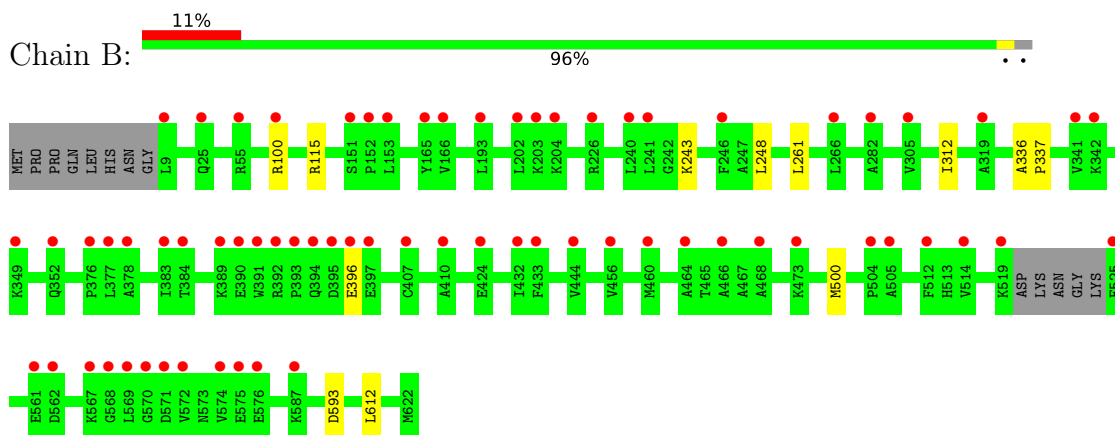 11%
Chain B:
96%
. .
MET PRO PRO GLN LEU HIS ASN GLY L9 Q25 R55 R100 R115 S151 P152 L153 Y165 V166 L193 L202 K203 K204 R226 L240 L241 G242 K243 F246 A247 L248 L261 L266 A282 V305 I312 A319 A336 P337 V341 K342
K349 Q352 P376 L377 A378 I383 T384 K389 E390 W391 R392 P393 Q394 D395 E396 E397 C407 A410 E424 I432 F433 V444 V456 M460 A464 T465 A466 A467 A468 K473 M500 P504 A505 F512 H513 V514 K519 ASP LYS ASN GLY LYS
E561 D562 K567 G568 L569 G570 D571 V572 N573 V574 E575 E576 K587 D593 L612 M622